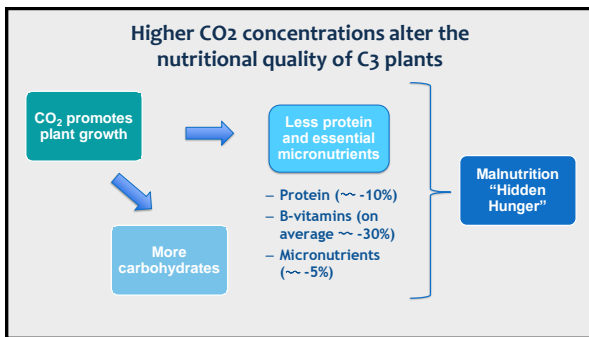 Higher CO2 concentrations alter the
nutritional quality of C3 plants
CO₂ promotes
plant growth
Less protein
and essential
micronutrients
– Protein (~~ -10%)
– B-vitamins (on
average ~~ -30%)
– Micronutrients
(~~ -5%)
More
carbohydrates
Malnutrition
“Hidden
Hunger”